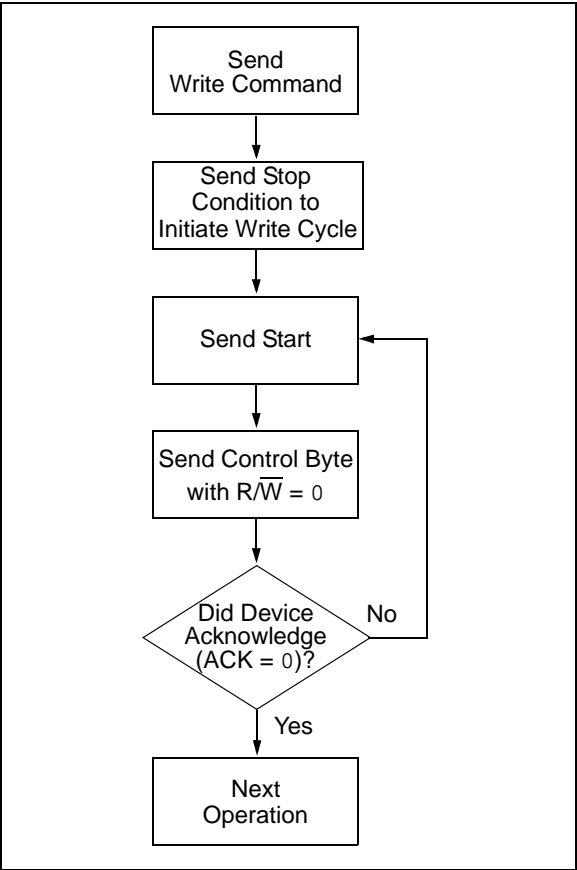 Send
Write Command
Send Stop
Condition to
Initiate Write Cycle
Send Start
Send Control Byte
with R/W̅ = 0
Did Device
Acknowledge
(ACK = 0)?
No
Yes
Next
Operation